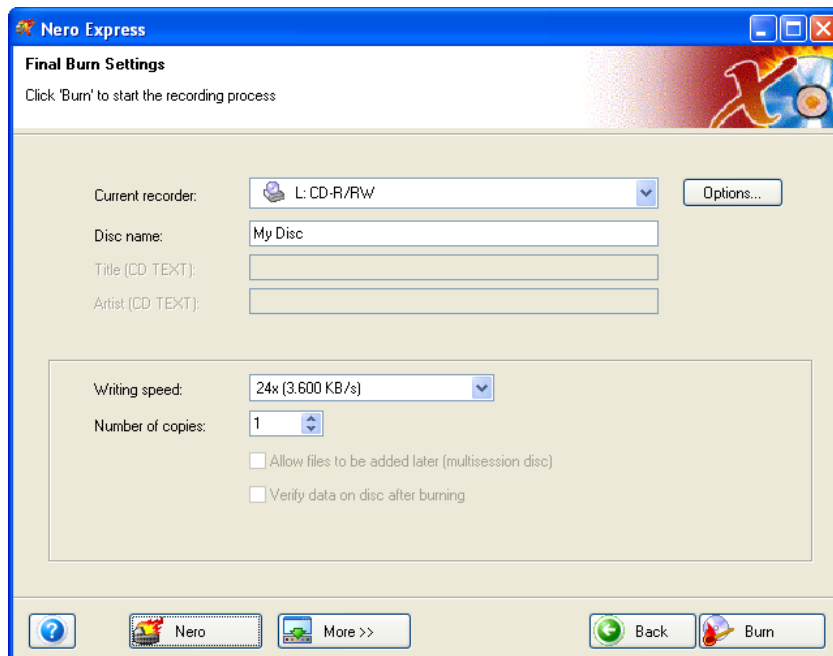 Nero Express
Final Burn Settings
Click 'Burn' to start the recording process
Current recorder: L: CD-R/RW Options...
Disc name: My Disc
Title (CD TEXT):
Artist (CD TEXT):
Writing speed: 24x (3.600 KB/s)
Number of copies: 1
Allow files to be added later (multisession disc)
Verify data on disc after burning
? Nero More >> Back Burn